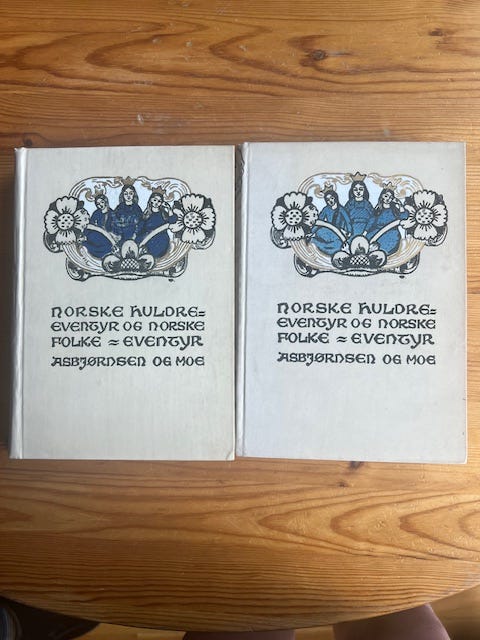 NORSKE HULDRE=
EVENTYR OG NORSKE
FOLKE = EVENTYR
ASBJØRNSEN OG MOE
NORSKE HULDRE=
EVENTYR OG NORSKE
FOLKE = EVENTYR
ASBJØRNSEN OG MOE